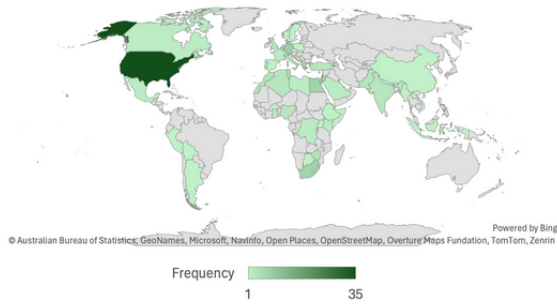 Powered by Bing
© Australian Bureau of Statistics, GeoNames, Microsoft, Navinfo, Open Places, OpenStreetMap, Overture Maps Fundation, TomTom, Zenrin
Frequency
1
35